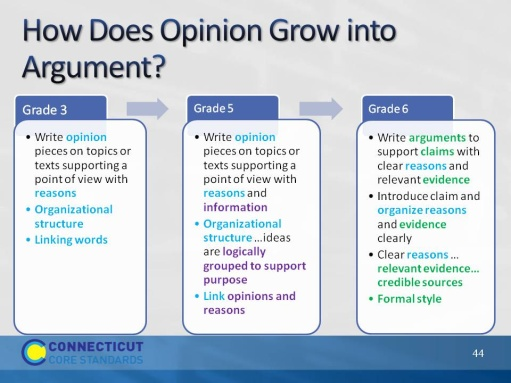 How Does Opinion Grow into
Argument?
Grade 3
• Write opinion
pieces on topics or
texts supporting a
point of view with
reasons
• Organizational
structure
• Linking words
Grade 5
• Write opinion
pieces on topics or
texts supporting a
point of view with
reasons and
information
• Organizational
structure ...ideas
are logically
grouped to support
purpose
• Link opinions and
reasons
Grade 6
• Write arguments to
support claims with
clear reasons and
relevant evidence
• Introduce claim and
organize reasons
and evidence
clearly
• Clear reasons ...
relevant evidence...
credible sources
• Formal style
CONNECTICUT
CORE STANDARDS
44